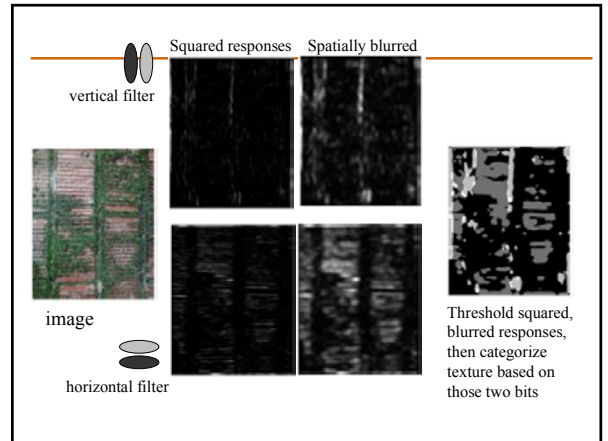 Squared responses
Spatially blurred
vertical filter
image
horizontal filter
Threshold squared,
blurred responses,
then categorize
texture based on
those two bits